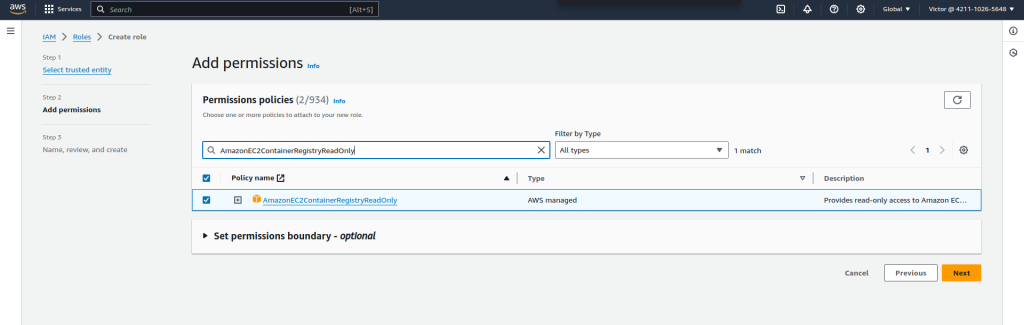 aws Services Search [Alt+S] Global Victor @ 4211-1026-5648
IAM > Roles > Create role
Step 1
Select trusted entity
Step 2
Add permissions
Step 3
Name, review, and create
Add permissions Info
Permissions policies (2/934) Info
Choose one or more policies to attach to your new role.
Filter by Type
AmazonEC2ContainerRegistryReadOnly All types 1 match 1
Policy name Type Description
AmazonEC2ContainerRegistryReadOnly AWS managed Provides read-only access to Amazon EC...
Set permissions boundary - optional
Cancel Previous Next